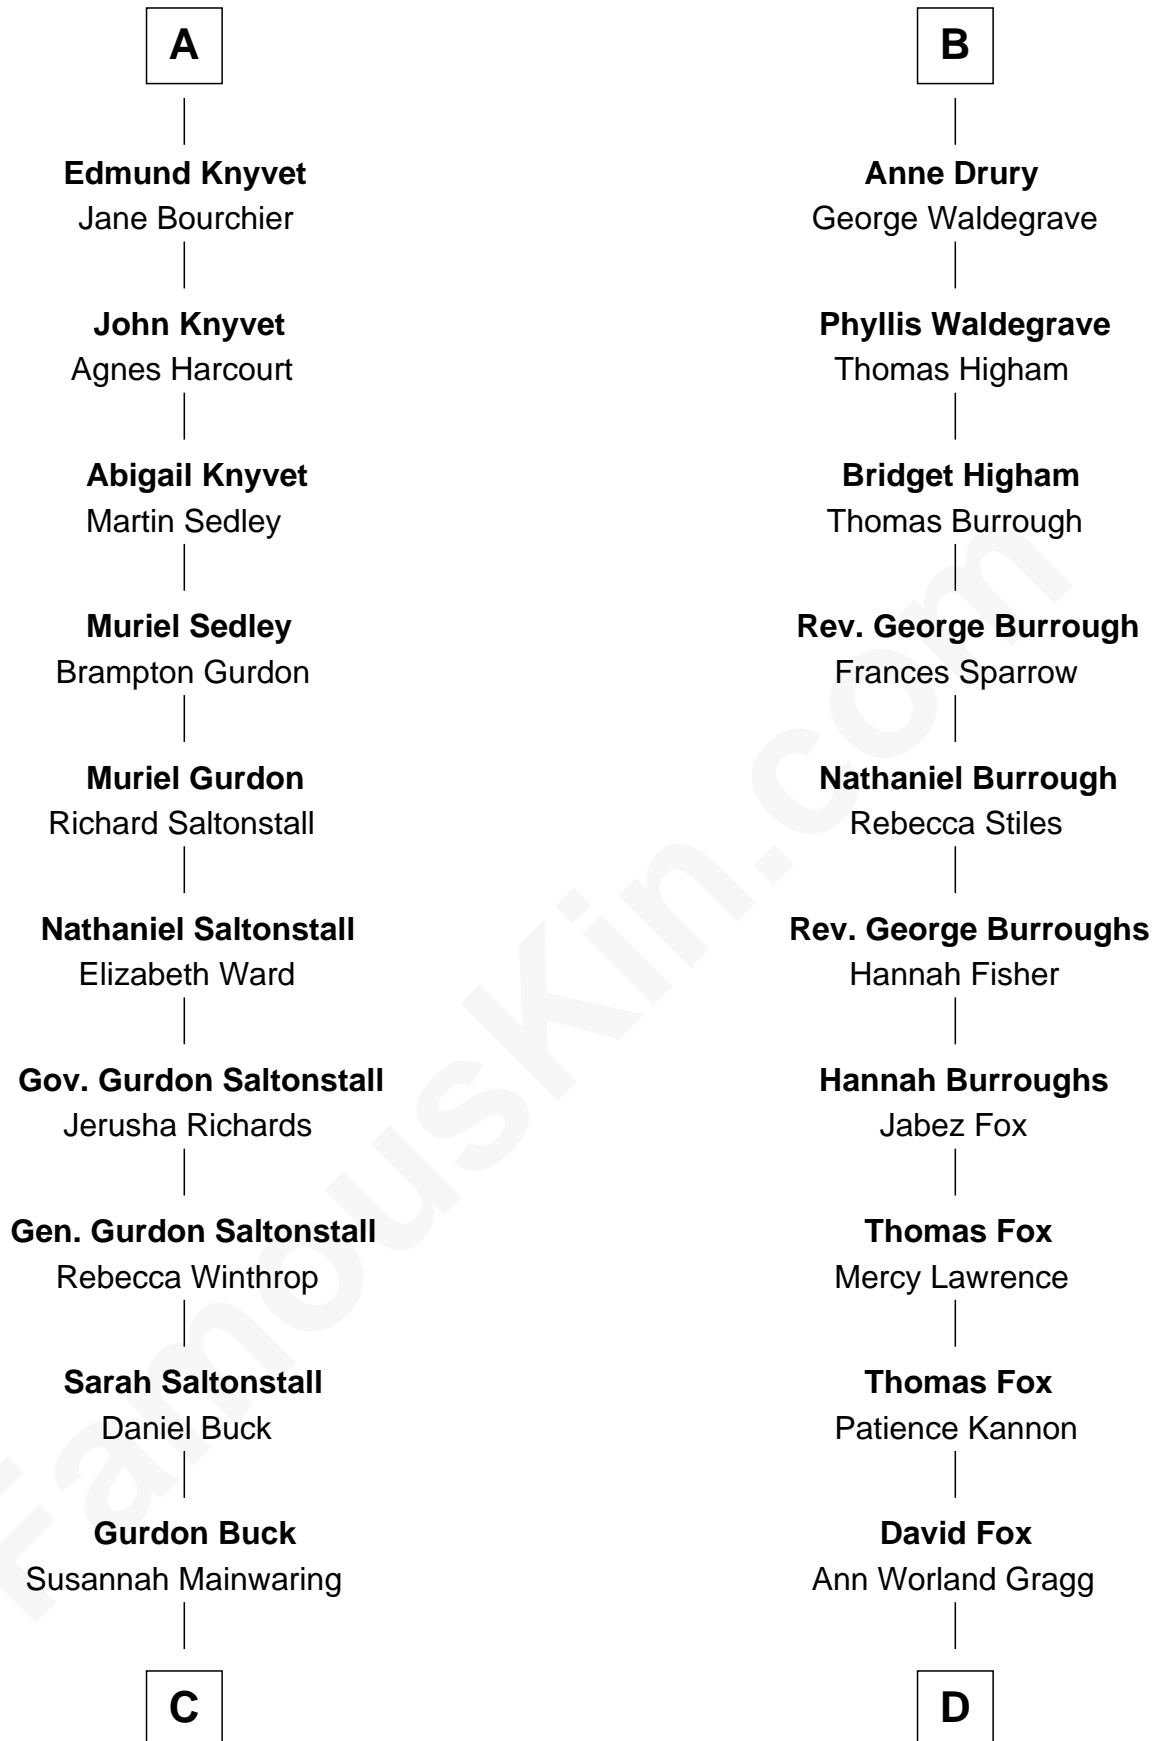 A
Edmund Knyvet
Jane Bourchier
John Knyvet
Agnes Harcourt
Abigail Knyvet
Martin Sedley
Muriel Sedley
Brampton Gurdon
Muriel Gurdon
Richard Saltonstall
Nathaniel Saltonstall
Elizabeth Ward
Gov. Gurdon Saltonstall
Jerusha Richards
Gen. Gurdon Saltonstall
Rebecca Winthrop
Sarah Saltonstall
Daniel Buck
Gurdon Buck
Susannah Mainwaring
C
B
Anne Drury
George Waldegrave
Phyllis Waldegrave
Thomas Higham
Bridget Higham
Thomas Burrough
Rev. George Burrough
Frances Sparrow
Nathaniel Burrough
Rebecca Stiles
Rev. George Burroughs
Hannah Fisher
Hannah Burroughs
Jabez Fox
Thomas Fox
Mercy Lawrence
Thomas Fox
Patience Kannon
David Fox
Ann Worland Gragg
D
FamousKin.com